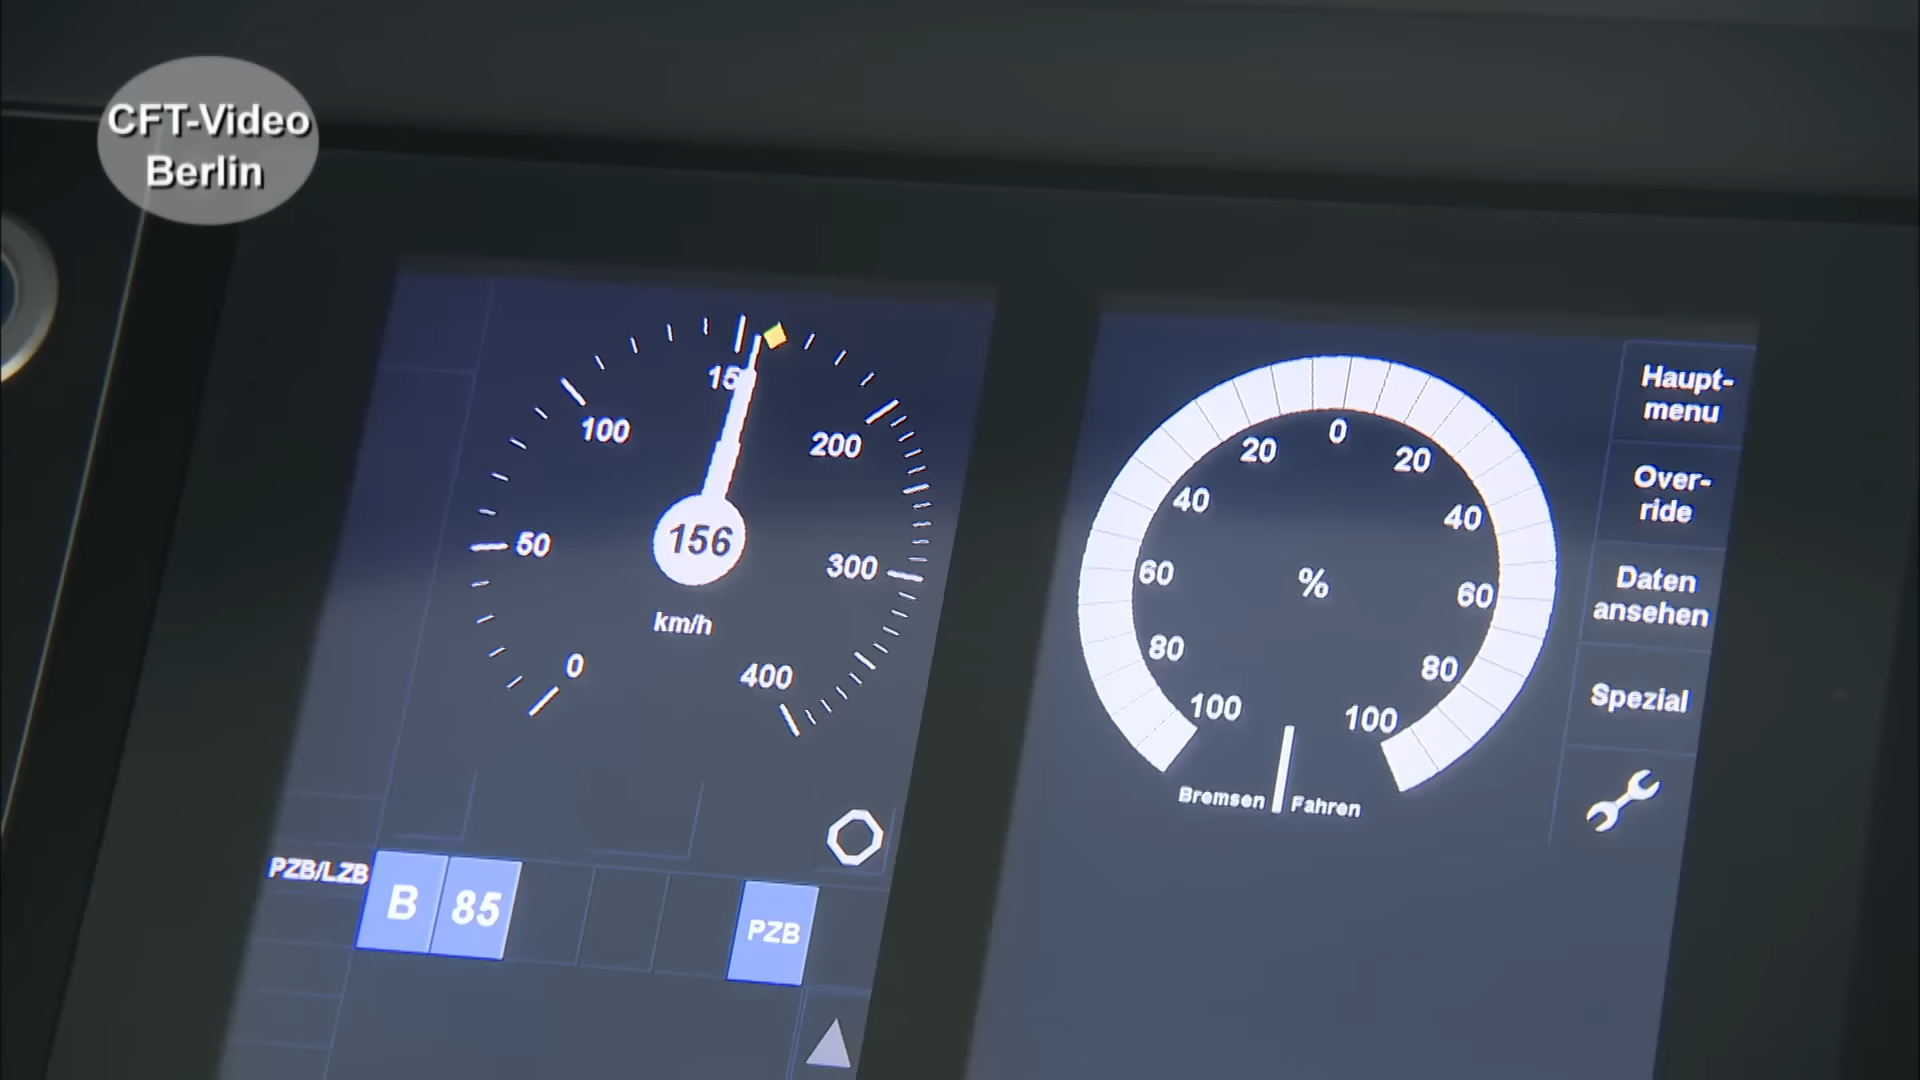 CFT-Video
Berlin
15
100
200
50
156
300
km/h
0
400
PZB/LZB
B
85
PZB
0
20
20
40
40
60
%
60
80
80
100
100
Bremsen
Fahren
Haupt-
menu
Over-
ride
Daten
ansehen
Spezial